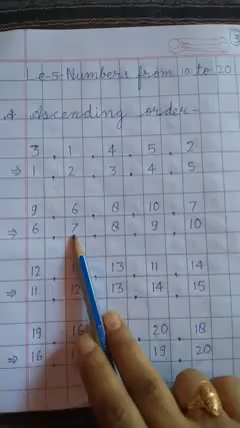 Le-5-Numbers from 10 to 20
Ascending order-
3, 1, 4, 5, 2
⇒ 1, 2, 3, 4, 5
9, 6, 8, 10, 7
⇒ 6, 7, 8, 9, 10
12, 13, 11, 14
⇒ 11, 12, 13, 14, 15
19, 16, 20, 18
⇒ 16, 19, 20